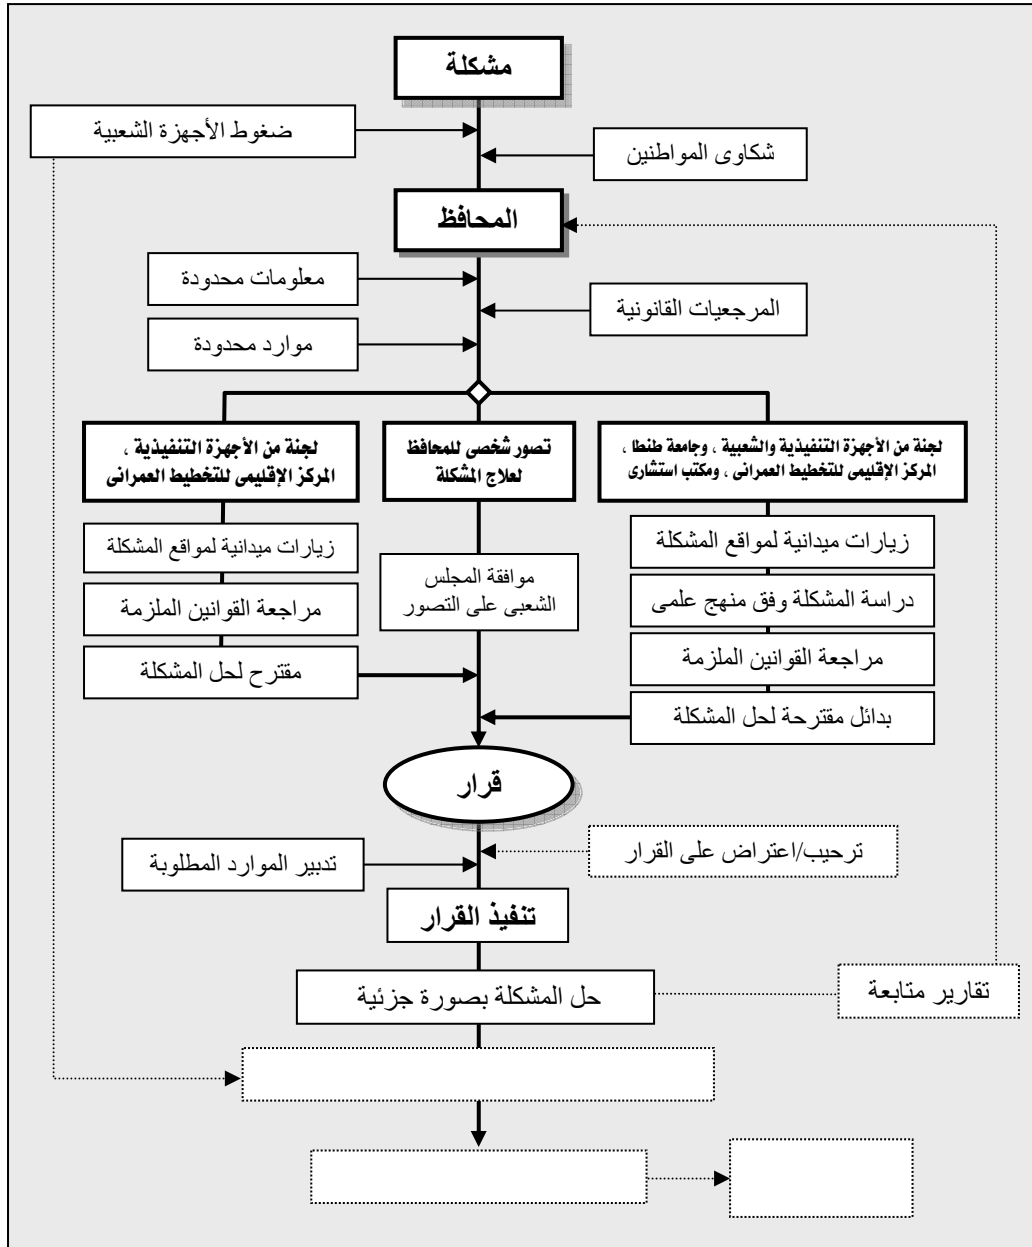 مشكلة
ضغوط الأجهزة الشعبية
شكاوى المواطنين
المحافظ
معلومات محدودة
المرجعيات القانونية
موارد محدودة
لجنة من الأجهزة التنفيذية والشعبية ، وجامعة طنطا ،
المركز الإقليمى للتخطيط العمرانى ، ومكتب استشارى
تصور شخصى للمحافظ
لعلاج المشكلة
لجنة من الأجهزة التنفيذية ،
المركز الإقليمى للتخطيط العمرانى
زيارات ميدانية لمواقع المشكلة
دراسة المشكلة وفق منهج علمى
مراجعة القوانين الملزمة
بدائل مقترحة لحل المشكلة
موافقة المجلس
الشعبى على التصور
زيارات ميدانية لمواقع المشكلة
مراجعة القوانين الملزمة
مقترح لحل المشكلة
قرار
ترحيب/اعتراض على القرار
تدبير الموارد المطلوبة
تنفيذ القرار
حل المشكلة بصورة جزئية
تقارير متابعة